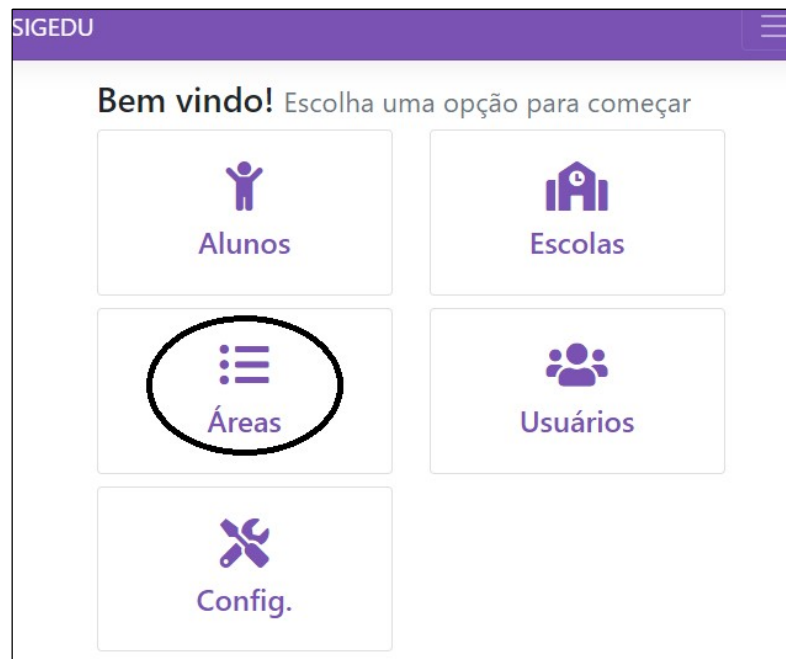 SIGEDU
Bem vindo! Escolha uma opção para começar
Alunos
Escolas
Áreas
Usuários
Config.